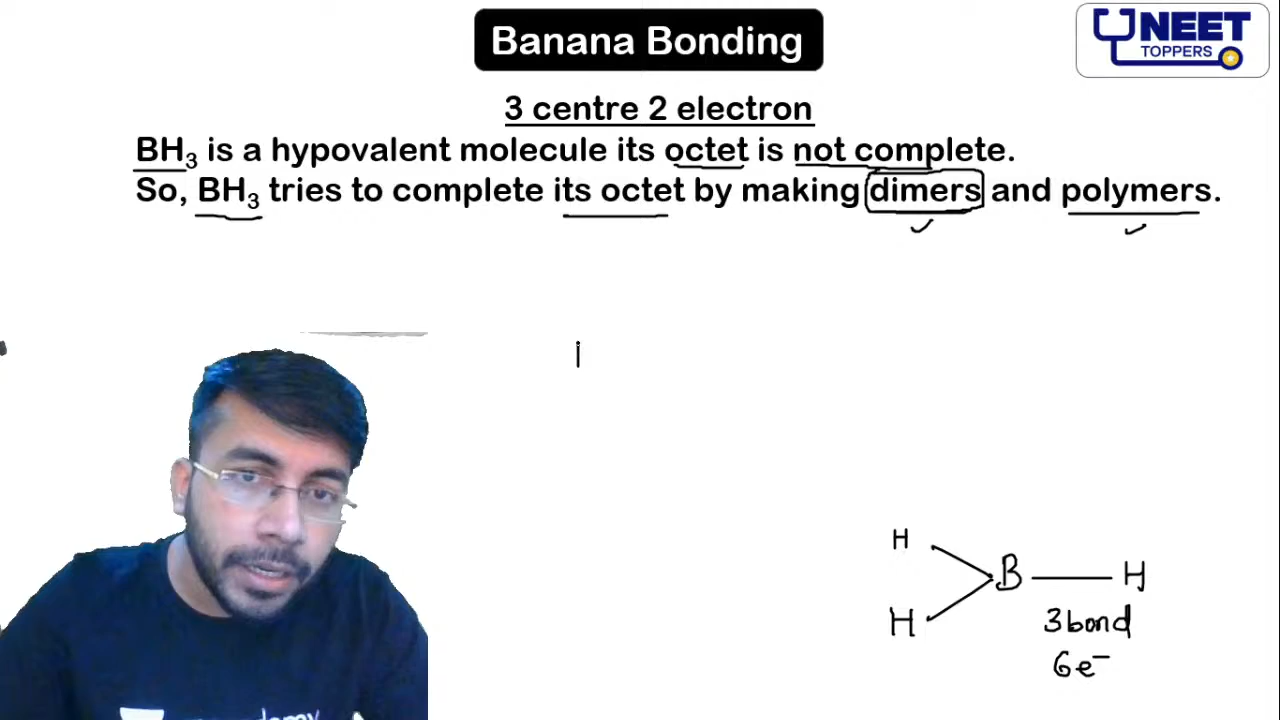 Banana Bonding
NEET
TOPPERS
3 centre 2 electron
BH₃ is a hypovalent molecule its octet is not complete.
So, BH₃ tries to complete its octet by making dimers and polymers.
H
B H
H
3 bond
6e⁻